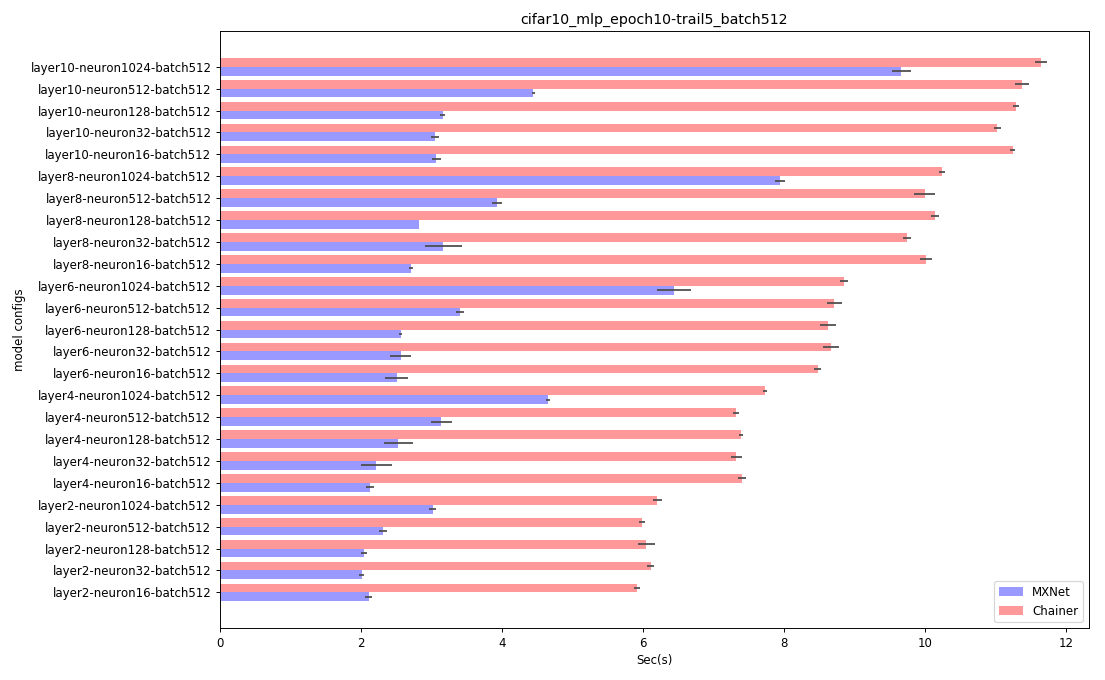 cifar10_mlp_epoch10-trail5_batch512
model configs
layer10-neuron1024-batch512
layer10-neuron512-batch512
layer10-neuron128-batch512
layer10-neuron32-batch512
layer10-neuron16-batch512
layer8-neuron1024-batch512
layer8-neuron512-batch512
layer8-neuron128-batch512
layer8-neuron32-batch512
layer8-neuron16-batch512
layer6-neuron1024-batch512
layer6-neuron512-batch512
layer6-neuron128-batch512
layer6-neuron32-batch512
layer6-neuron16-batch512
layer4-neuron1024-batch512
layer4-neuron512-batch512
layer4-neuron128-batch512
layer4-neuron32-batch512
layer4-neuron16-batch512
layer2-neuron1024-batch512
layer2-neuron512-batch512
layer2-neuron128-batch512
layer2-neuron32-batch512
layer2-neuron16-batch512
MXNet
Chainer
0 2 4 6 8 10 12
Sec(s)